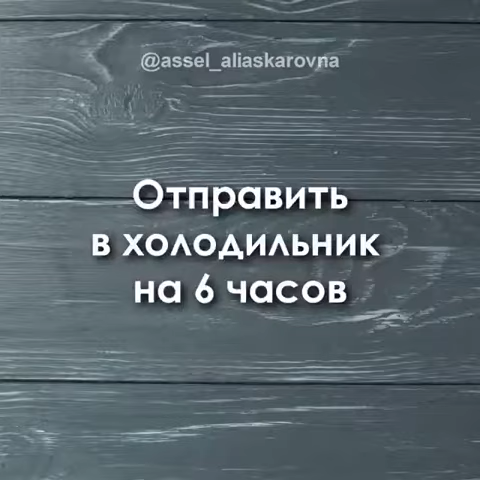 @assel_aliaskarovna
Отправить
в холодильник
на 6 часов